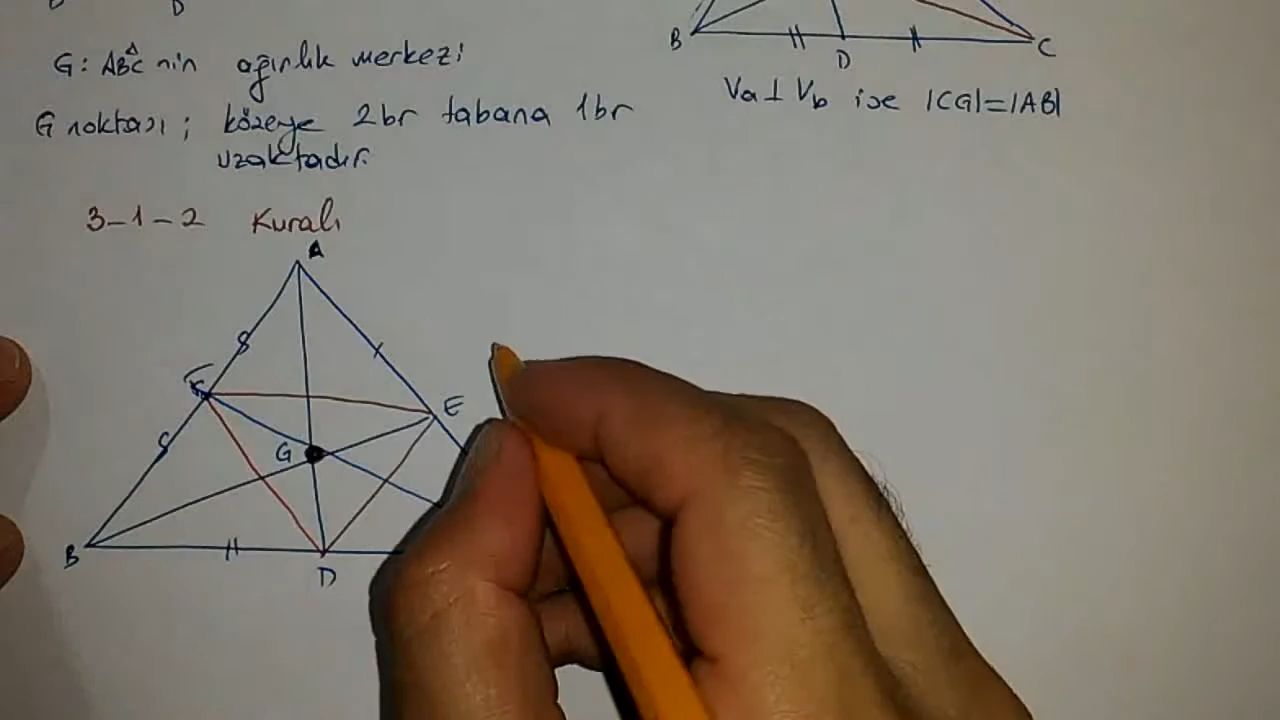 D D
G: ABC nin ağırlık merkezi
G noktası; köşeye 2br tabana 1br
uzaktadır.
B D C
Va⊥Vb ise |CG|=|AB|
3-1-2 Kuralı
A
F E
G
B D